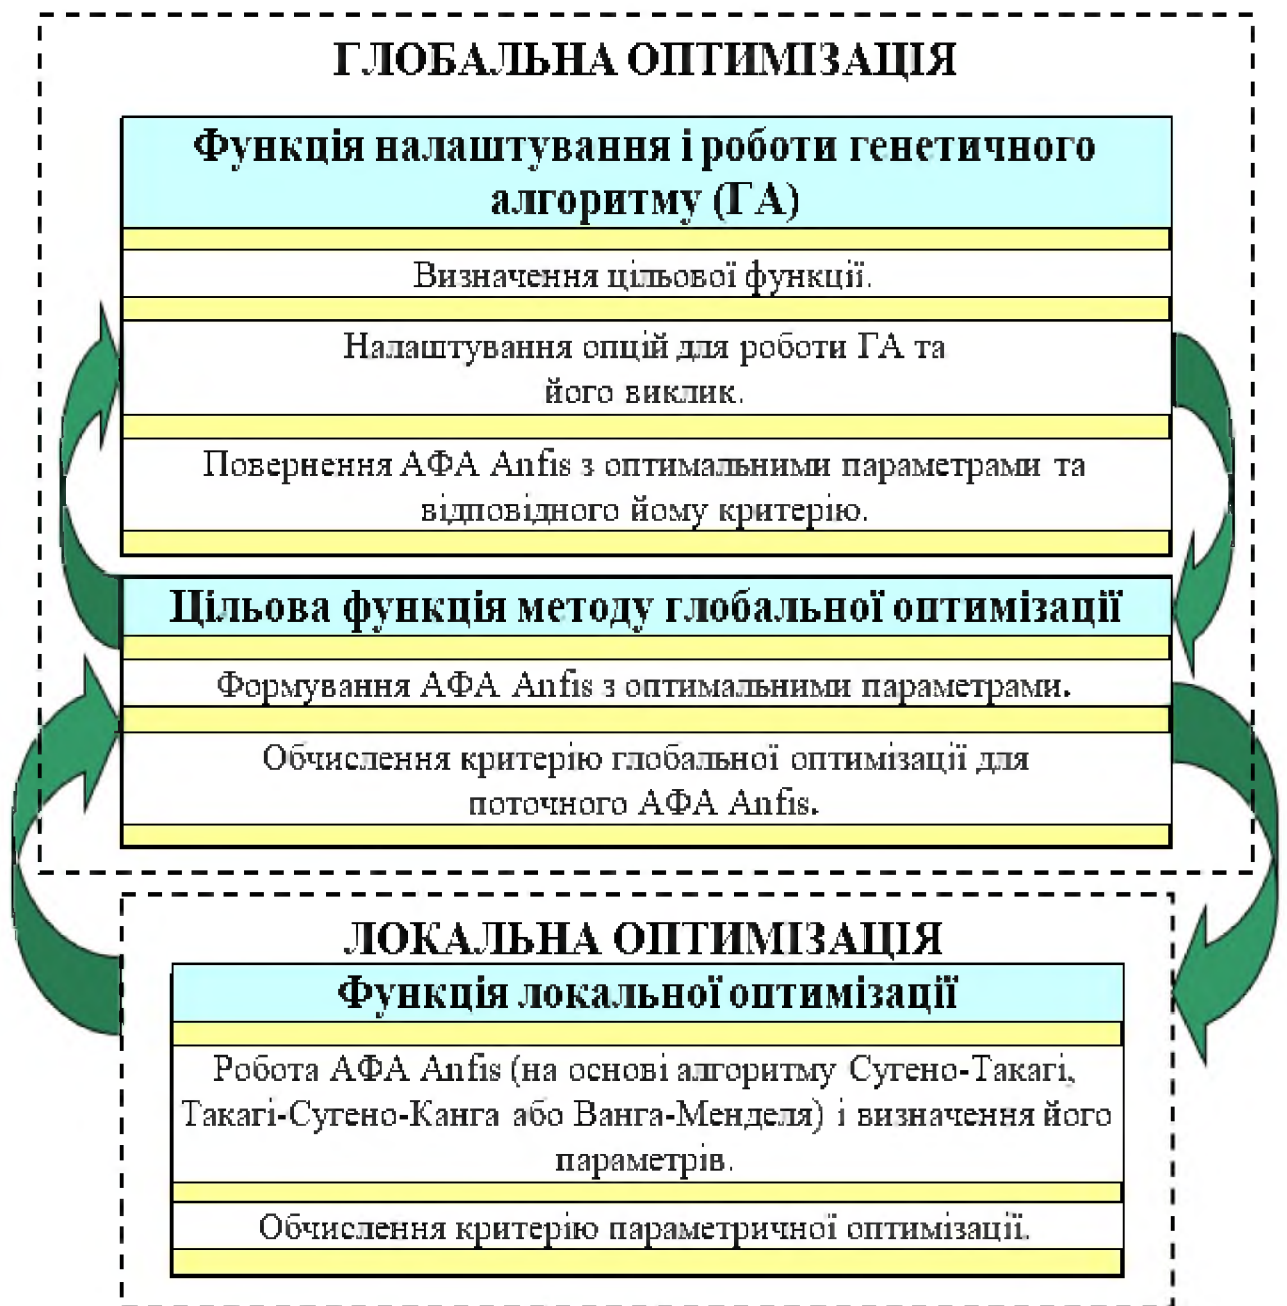 ГЛОБАЛЬНА ОПТИМІЗАЦІЯ
Функція налаштування і роботи генетичного
алгоритму (ГА)
Визначення цільової функції.
Налаштування опцій для роботи ГА та
його виклик.
Повернення АФА Anfis з оптимальними параметрами та
відповідного йому критерію.
Цільова функція методу глобальної оптимізації
Формування АФА Anfis з оптимальними параметрами.
Обчислення критерію глобальної оптимізації для
поточного АФА Anfis.
ЛОКАЛЬНА ОПТИМІЗАЦІЯ
Функція локальної оптимізації
Робота АФА Anfis (на основі алгоритму Сугено-Такагі,
Такагі-Сугено-Канга або Ванга-Менделя) і визначення його
параметрів.
Обчислення критерію параметричної оптимізації.